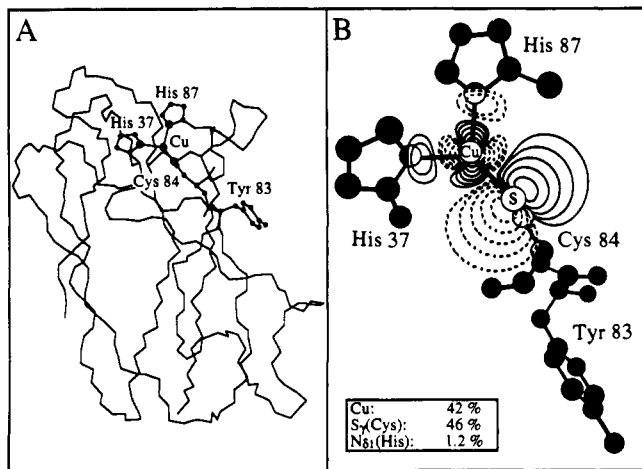 A
His 87
His 37
Cu
Cys 84
Tyr 83
B
His 87
Cu
His 37
S
Cys 84
Tyr 83
Cu: 42 %
Sγ(Cys): 46 %
Nδ1(His): 1.2 %